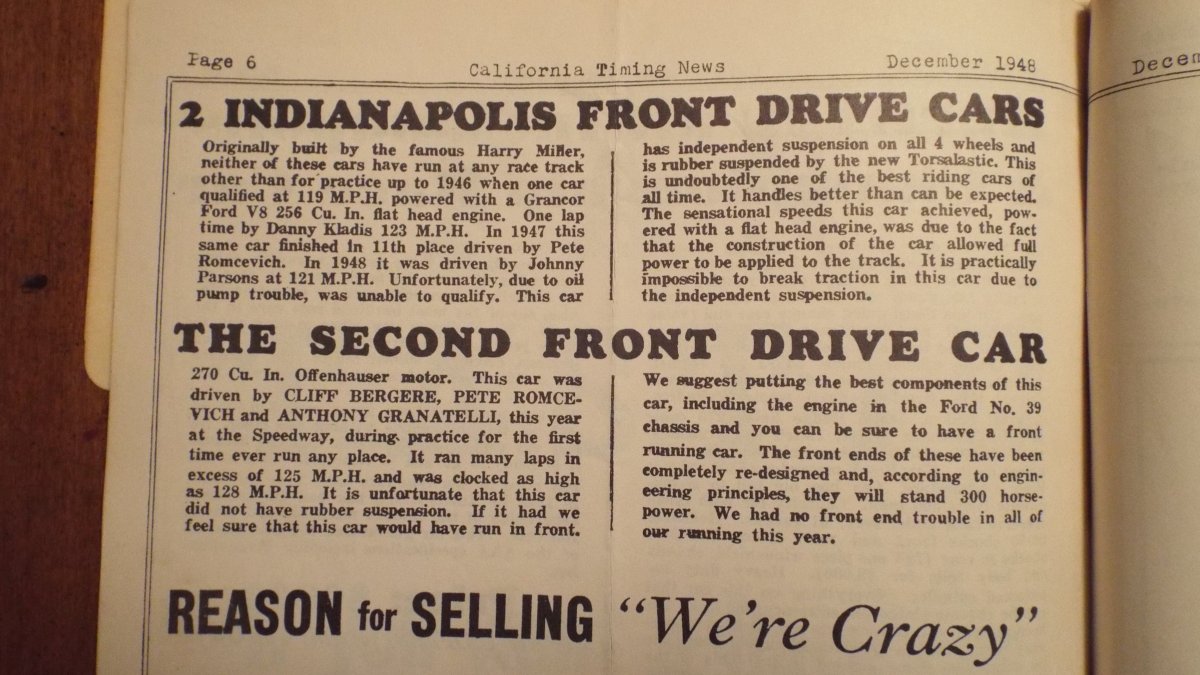 Page 6
California Timing News
December 1948
Decem
2 INDIANAPOLIS FRONT DRIVE CARS
Originally built by the famous Harry Miller,
neither of these cars have run at any race track
other than for practice up to 1946 when one car
qualified at 119 M.P.H. powered with a Grancor
Ford V8 256 Cu. In. flat head engine. One lap
time by Danny Kladis 123 M.P.H. In 1947 this
same car finished in 11th place driven by Pete
Romcevich. In 1948 it was driven by Johnny
Parsons at 121 M.P.H. Unfortunately, due to oil
pump trouble, was unable to qualify. This car
has independent suspension on all 4 wheels and
is rubber suspended by the new Torsalastic. This
is undoubtedly one of the best riding cars of
all time. It handles better than can be expected.
The sensational speeds this car achieved, pow-
ered with a flat head engine, was due to the fact
that the construction of the car allowed full
power to be applied to the track. It is practically
impossible to break traction in this car due to
the independent suspension.
THE SECOND FRONT DRIVE CAR
270 Cu. In. Offenhauser motor. This car was
driven by CLIFF BERGERE, PETE ROMCE-
VICH and ANTHONY GRANATELLI, this year
at the Speedway, during practice for the first
time ever run any place. It ran many laps in
excess of 125 M.P.H. and was clocked as high
as 128 M.P.H. It is unfortunate that this car
did not have rubber suspension. If it had we
feel sure that this car would have run in front.
We suggest putting the best components of this
car, including the engine in the Ford No. 39
chassis and you can be sure to have a front
running car. The front ends of these have been
completely re-designed and, according to engin-
eering principles, they will stand 300 horse-
power. We had no front end trouble in all of
our running this year.
REASON for SELLING "We're Crazy"